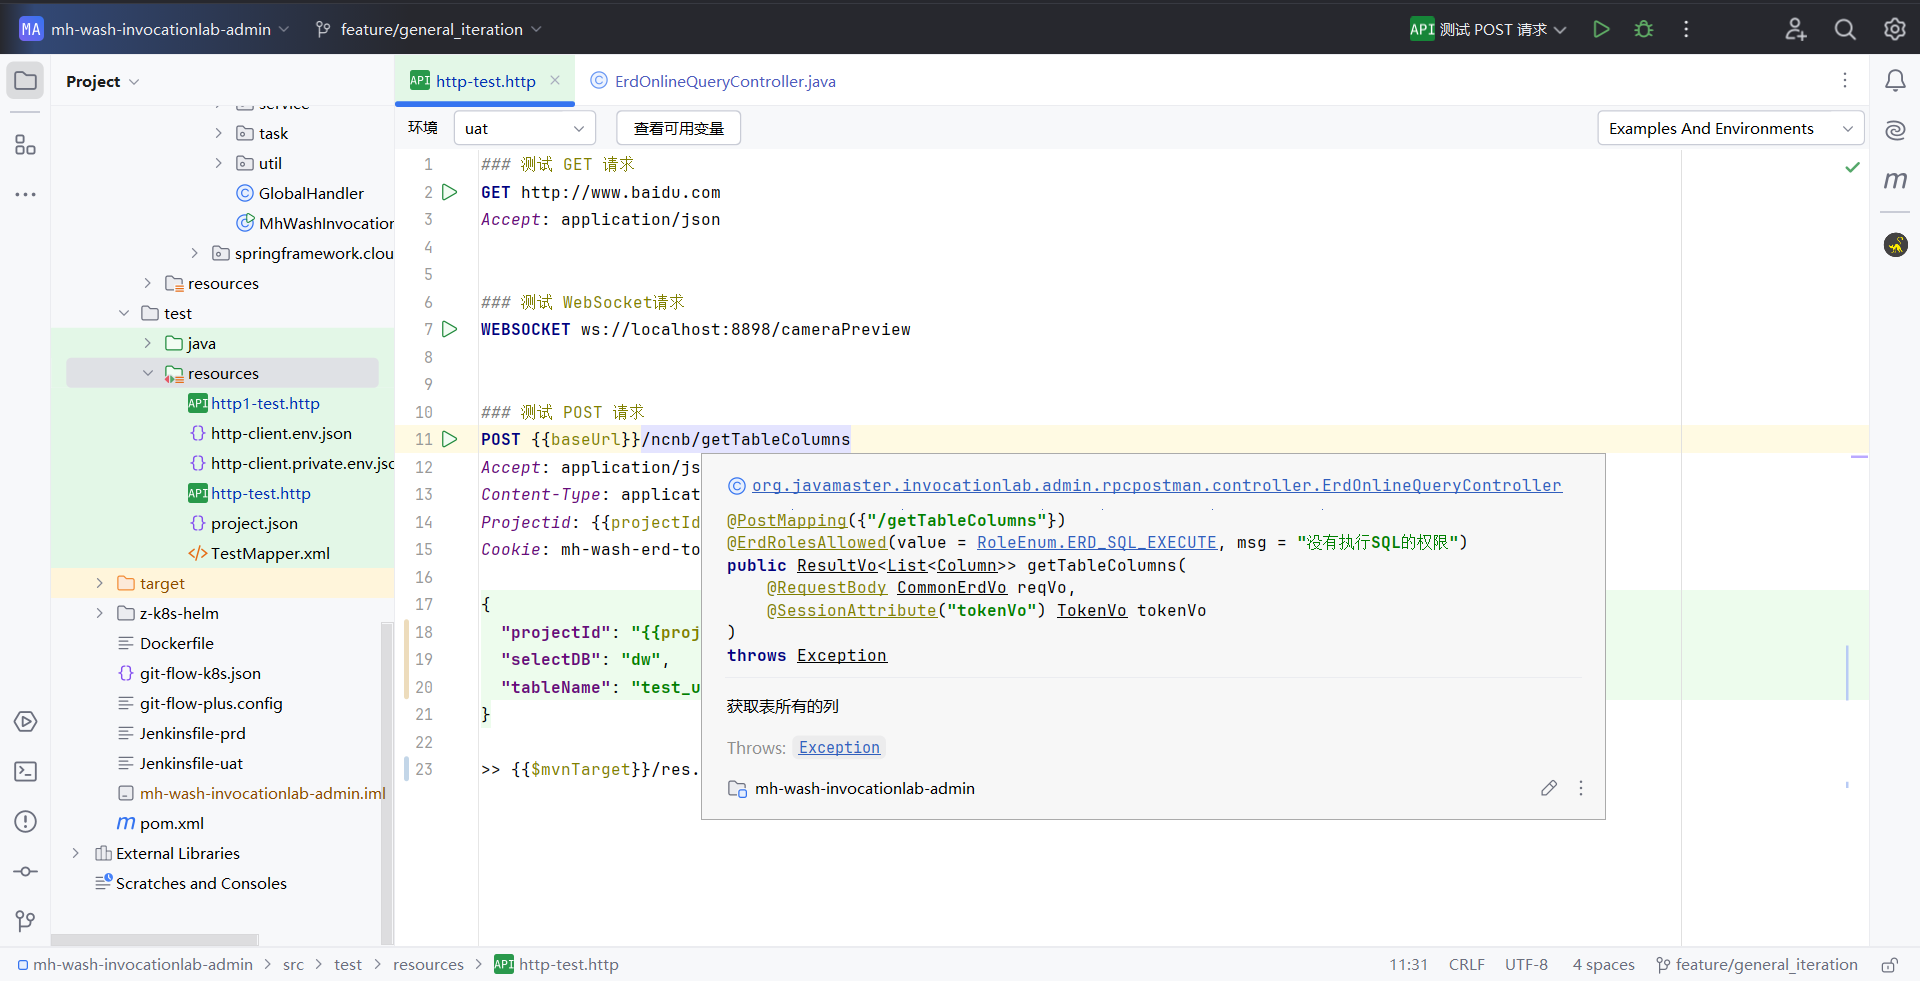 MA mh-wash-invocationlab-admin feature/general_iteration API 测试 POST 请求
Project
http-test.http
ErdOnlineQueryController.java
环境 uat 查看可用变量 Examples And Environments
service
task
util
GlobalHandler
MhWashInvocation
springframework.clou
resources
test
java
resources
API http1-test.http
http-client.env.json
http-client.private.env.jsc
API http-test.http
project.json
TestMapper.xml
target
z-k8s-helm
Dockerfile
git-flow-k8s.json
git-flow-plus.config
Jenkinsfile-prd
Jenkinsfile-uat
mh-wash-invocationlab-admin.iml
pom.xml
External Libraries
Scratches and Consoles
1 ### 测试 GET 请求
2 GET http://www.baidu.com
3 Accept: application/json
4
5
6 ### 测试 WebSocket请求
7 WEBSOCKET ws://localhost:8898/cameraPreview
8
9
10 ### 测试 POST 请求
11 POST {{baseUrl}}/ncnb/getTableColumns
12 Accept: application/js
13 Content-Type: applicat
14 Projectid: {{projectId
15 Cookie: mh-wash-erd-to
16
17 {
18 "projectId": "{{proj
19 "selectDB": "dw",
20 "tableName": "test_u
21 }
22
23 >> {{$mvnTarget}}/res.
org.javamaster.invocationlab.admin.rpcpostman.controller.ErdOnlineQueryController
@PostMapping({"/getTableColumns"})
@ErdRolesAllowed(value = RoleEnum.ERD_SQL_EXECUTE, msg = "没有执行SQL的权限")
public ResultVo<List<Column>> getTableColumns(
@RequestBody CommonErdVo reqVo,
@SessionAttribute("tokenVo") TokenVo tokenVo
)
throws Exception
获取表所有的列
Throws: Exception
mh-wash-invocationlab-admin
mh-wash-invocationlab-admin > src > test > resources > API http-test.http 11:31 CRLF UTF-8 4 spaces feature/general_iteration